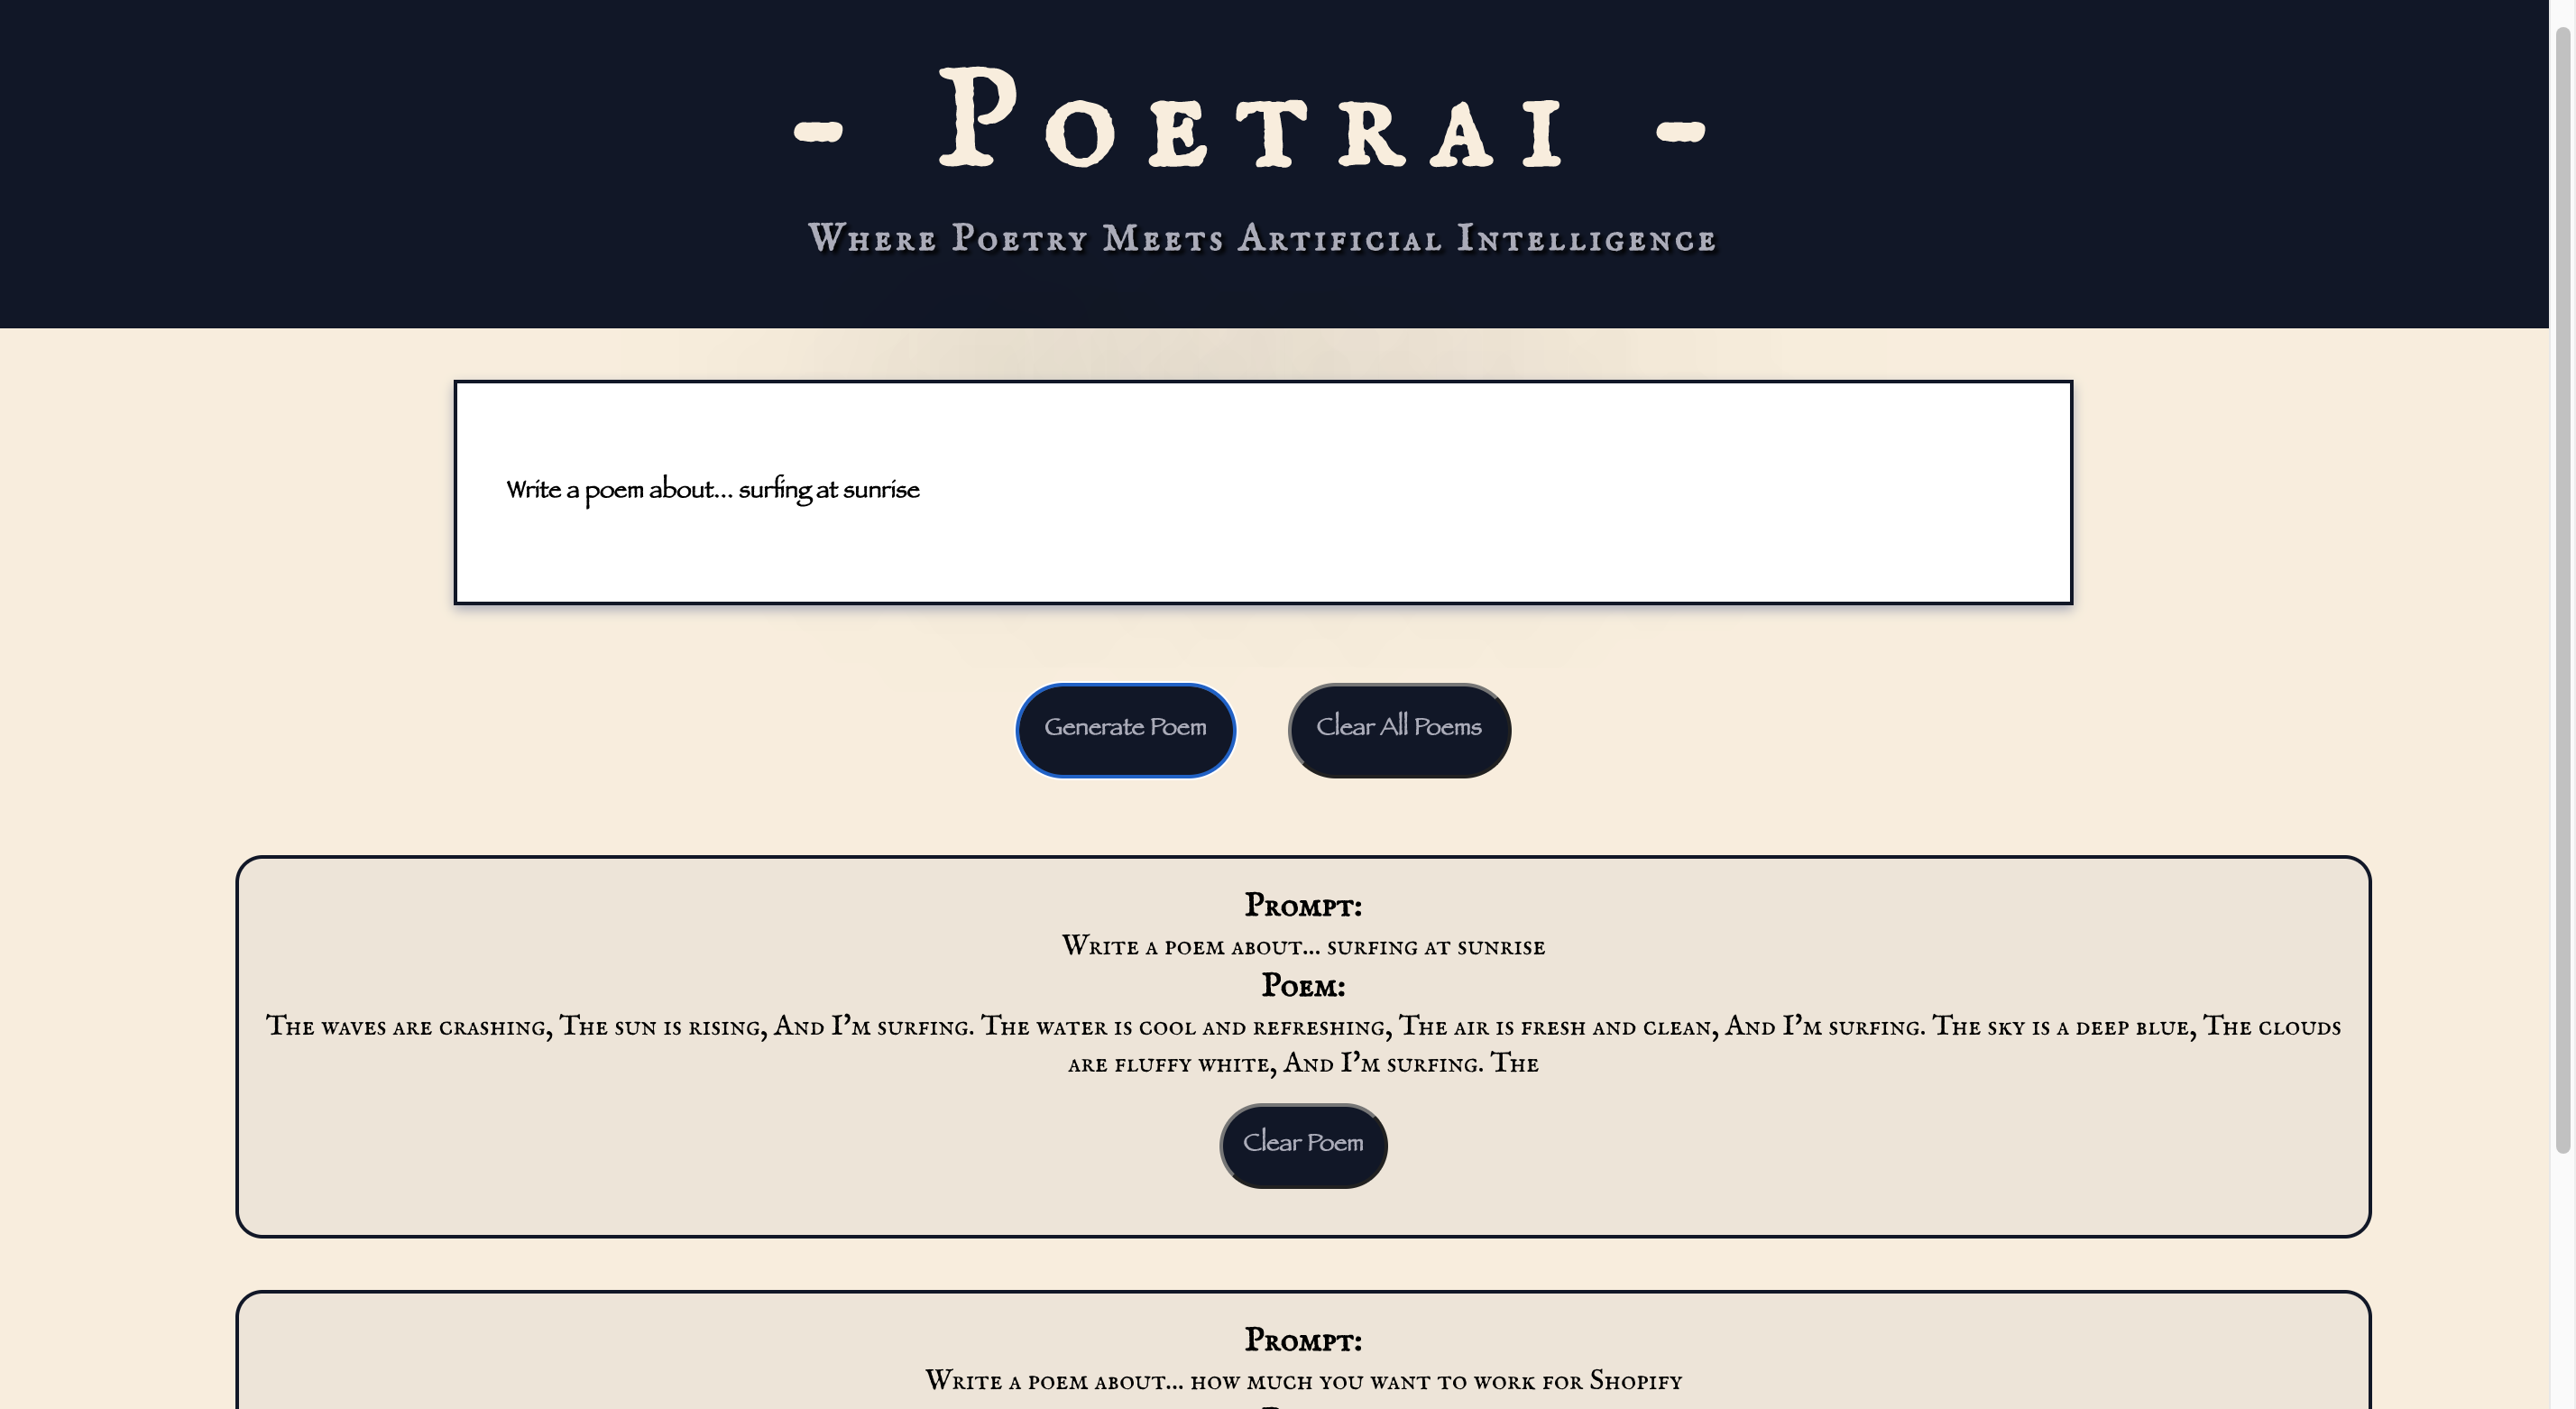 - Poetrai -
Where Poetry Meets Artificial Intelligence
Write a poem about... surfing at sunrise
Generate Poem
Clear All Poems
Prompt:
Write a poem about... surfing at sunrise
Poem:
The waves are crashing, The sun is rising, And I'm surfing. The water is cool and refreshing, The air is fresh and clean, And I'm surfing. The sky is a deep blue, The clouds
are fluffy white, And I'm surfing. The
Clear Poem
Prompt:
Write a poem about... how much you want to work for Shopify